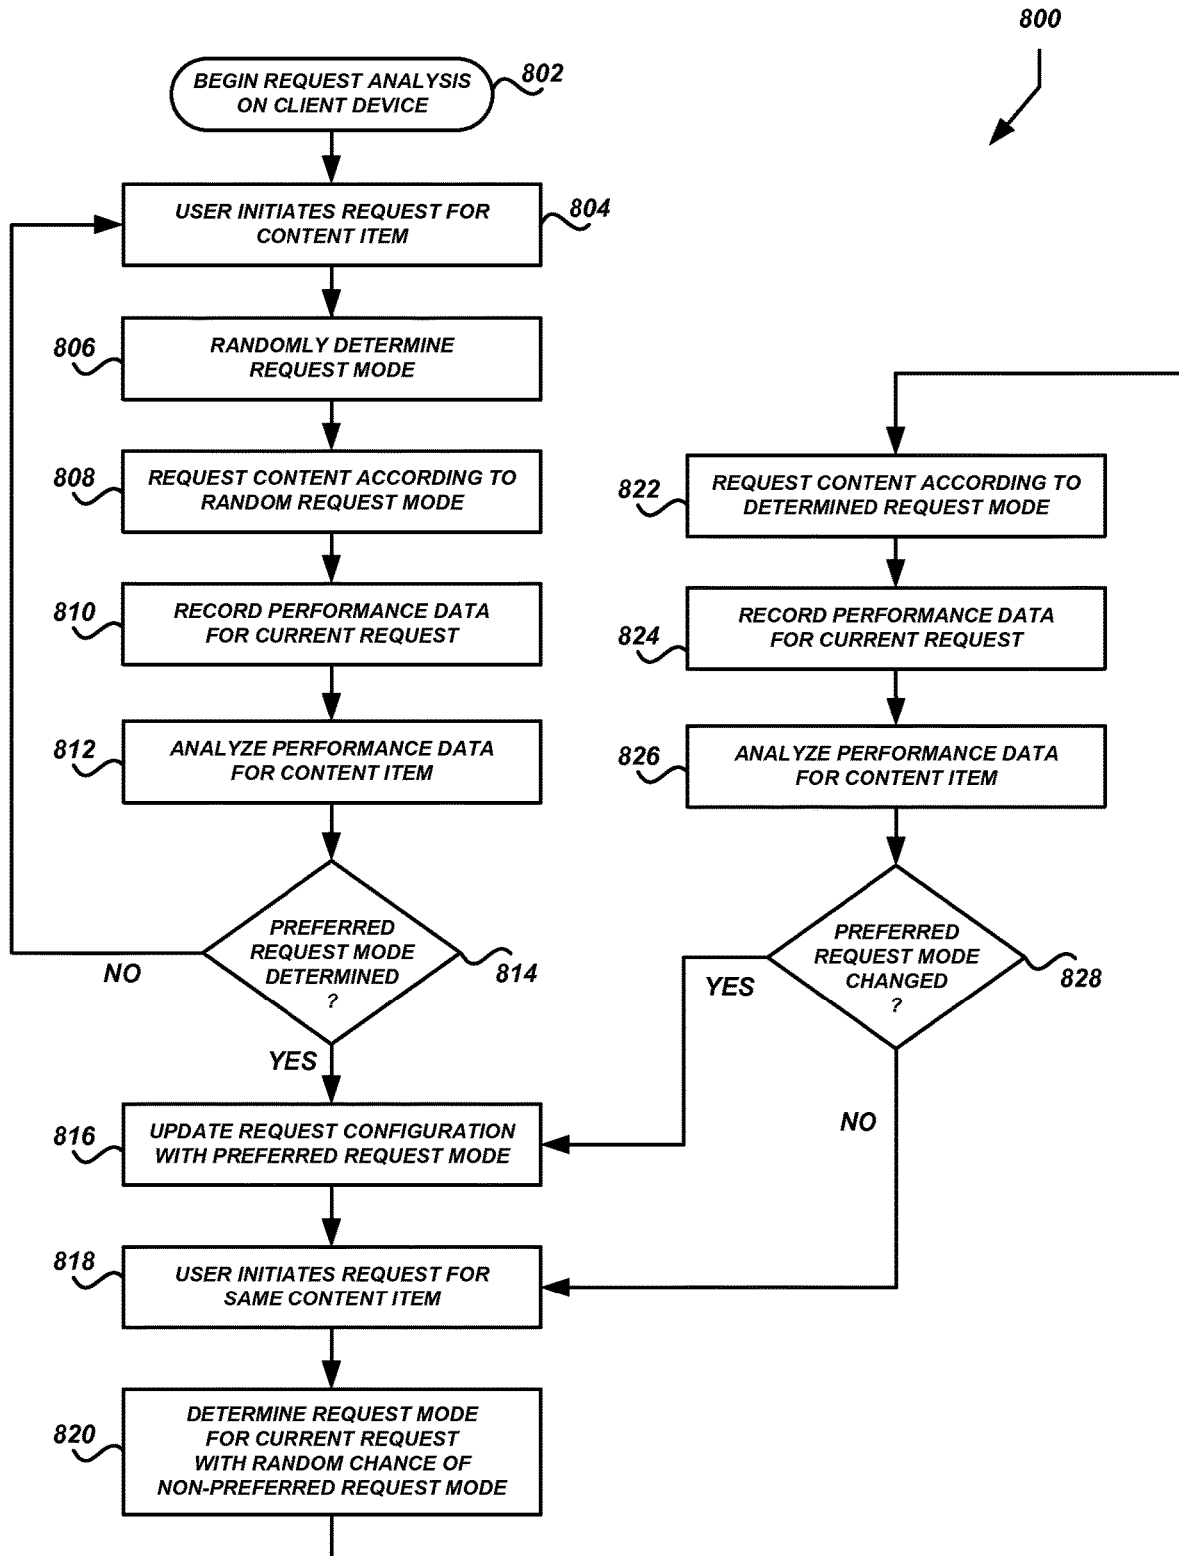 800
BEGIN REQUEST ANALYSIS
ON CLIENT DEVICE
802
USER INITIATES REQUEST FOR
CONTENT ITEM
804
806
RANDOMLY DETERMINE
REQUEST MODE
808
REQUEST CONTENT ACCORDING TO
RANDOM REQUEST MODE
810
RECORD PERFORMANCE DATA
FOR CURRENT REQUEST
812
ANALYZE PERFORMANCE DATA
FOR CONTENT ITEM
PREFERRED
REQUEST MODE
DETERMINED
?
814
NO
YES
816
UPDATE REQUEST CONFIGURATION
WITH PREFERRED REQUEST MODE
818
USER INITIATES REQUEST FOR
SAME CONTENT ITEM
820
DETERMINE REQUEST MODE
FOR CURRENT REQUEST
WITH RANDOM CHANCE OF
NON-PREFERRED REQUEST MODE
822
REQUEST CONTENT ACCORDING TO
DETERMINED REQUEST MODE
824
RECORD PERFORMANCE DATA
FOR CURRENT REQUEST
826
ANALYZE PERFORMANCE DATA
FOR CONTENT ITEM
PREFERRED
REQUEST MODE
CHANGED
?
828
YES
NO